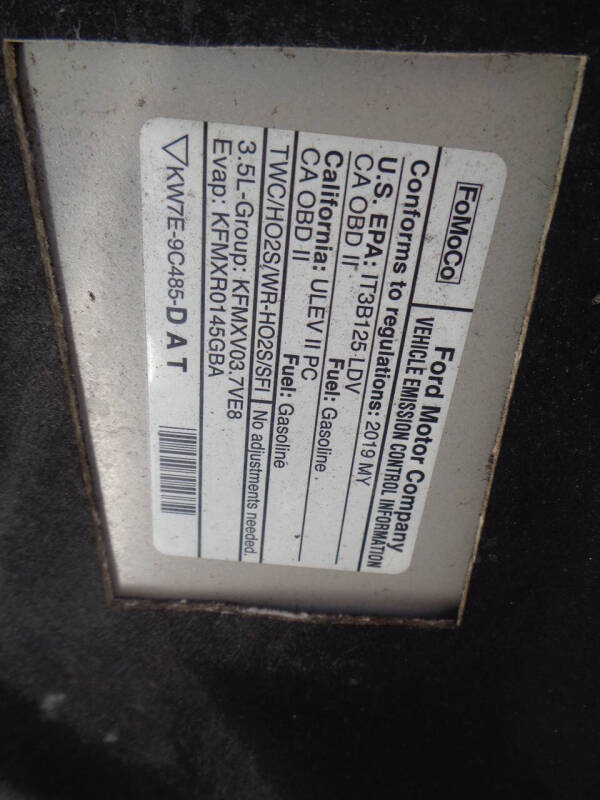 FoMoCo
Ford Motor Company
VEHICLE EMISSION CONTROL INFORMATION
Conforms to regulations: 2019 MY
U.S. EPA: IT3B125 LDV
CA OBD II Fuel: Gasoline
California: ULEV II PC
CA OBD II Fuel: Gasoline
TWC/HO2S/WR-HO2S/SFI No adjustments needed.
3.5L-Group: KFMXV03.7VE8
Evap: KFMXR0145GBA
KW7E-9C485-D A T